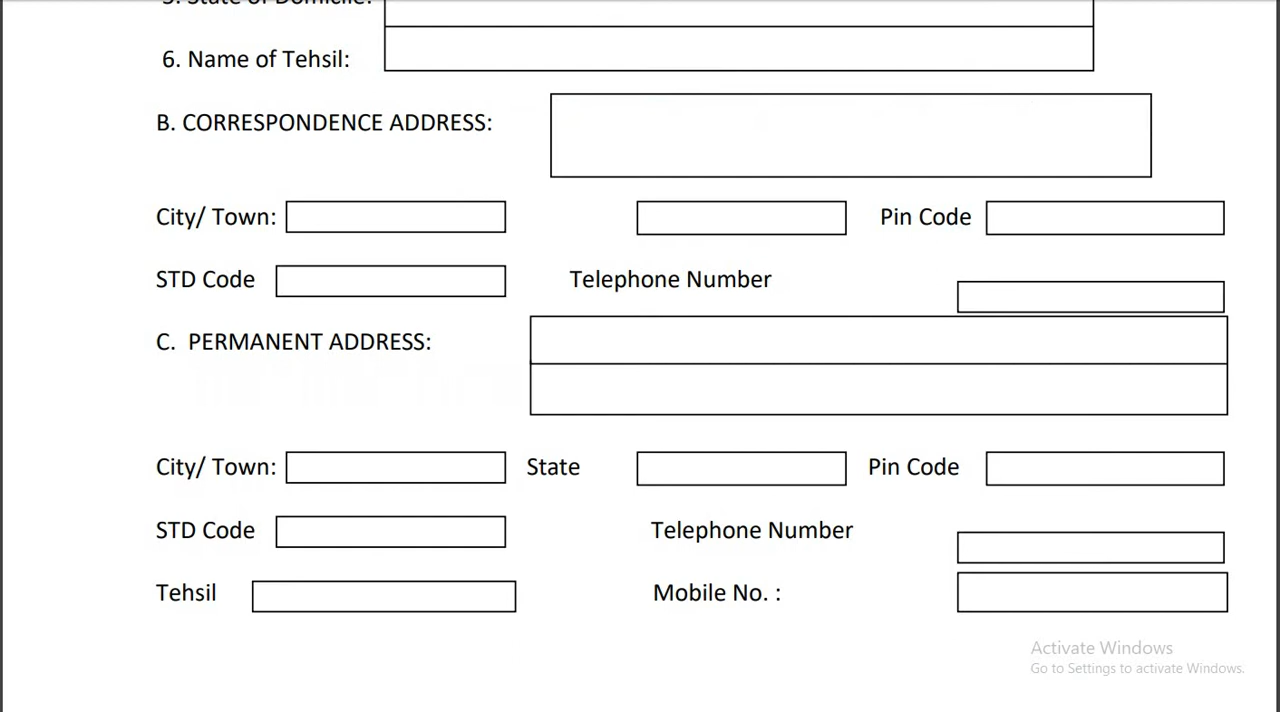 5. State of Domicile:
6. Name of Tehsil:
B. CORRESPONDENCE ADDRESS:
City/ Town: Pin Code
STD Code Telephone Number
C. PERMANENT ADDRESS:
City/ Town: State Pin Code
STD Code Telephone Number
Tehsil Mobile No. :
Activate Windows
Go to Settings to activate Windows.